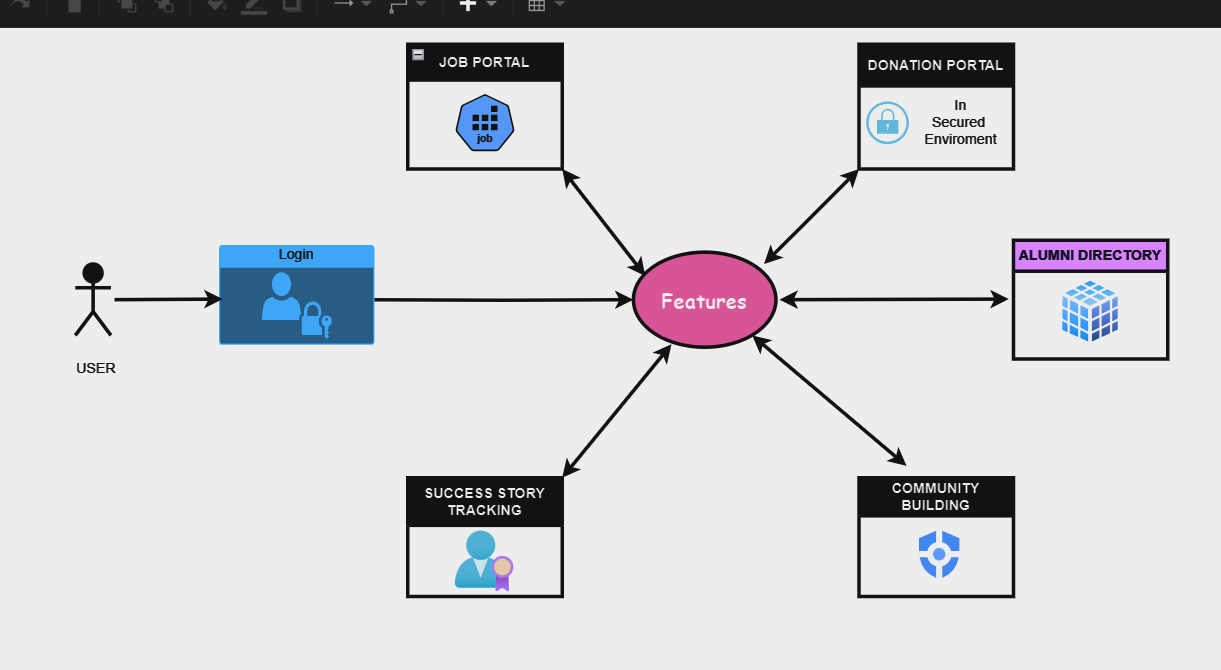 JOB PORTAL
job
DONATION PORTAL
In
Secured
Enviroment
Login
USER
Features
ALUMNI DIRECTORY
SUCCESS STORY
TRACKING
COMMUNITY
BUILDING